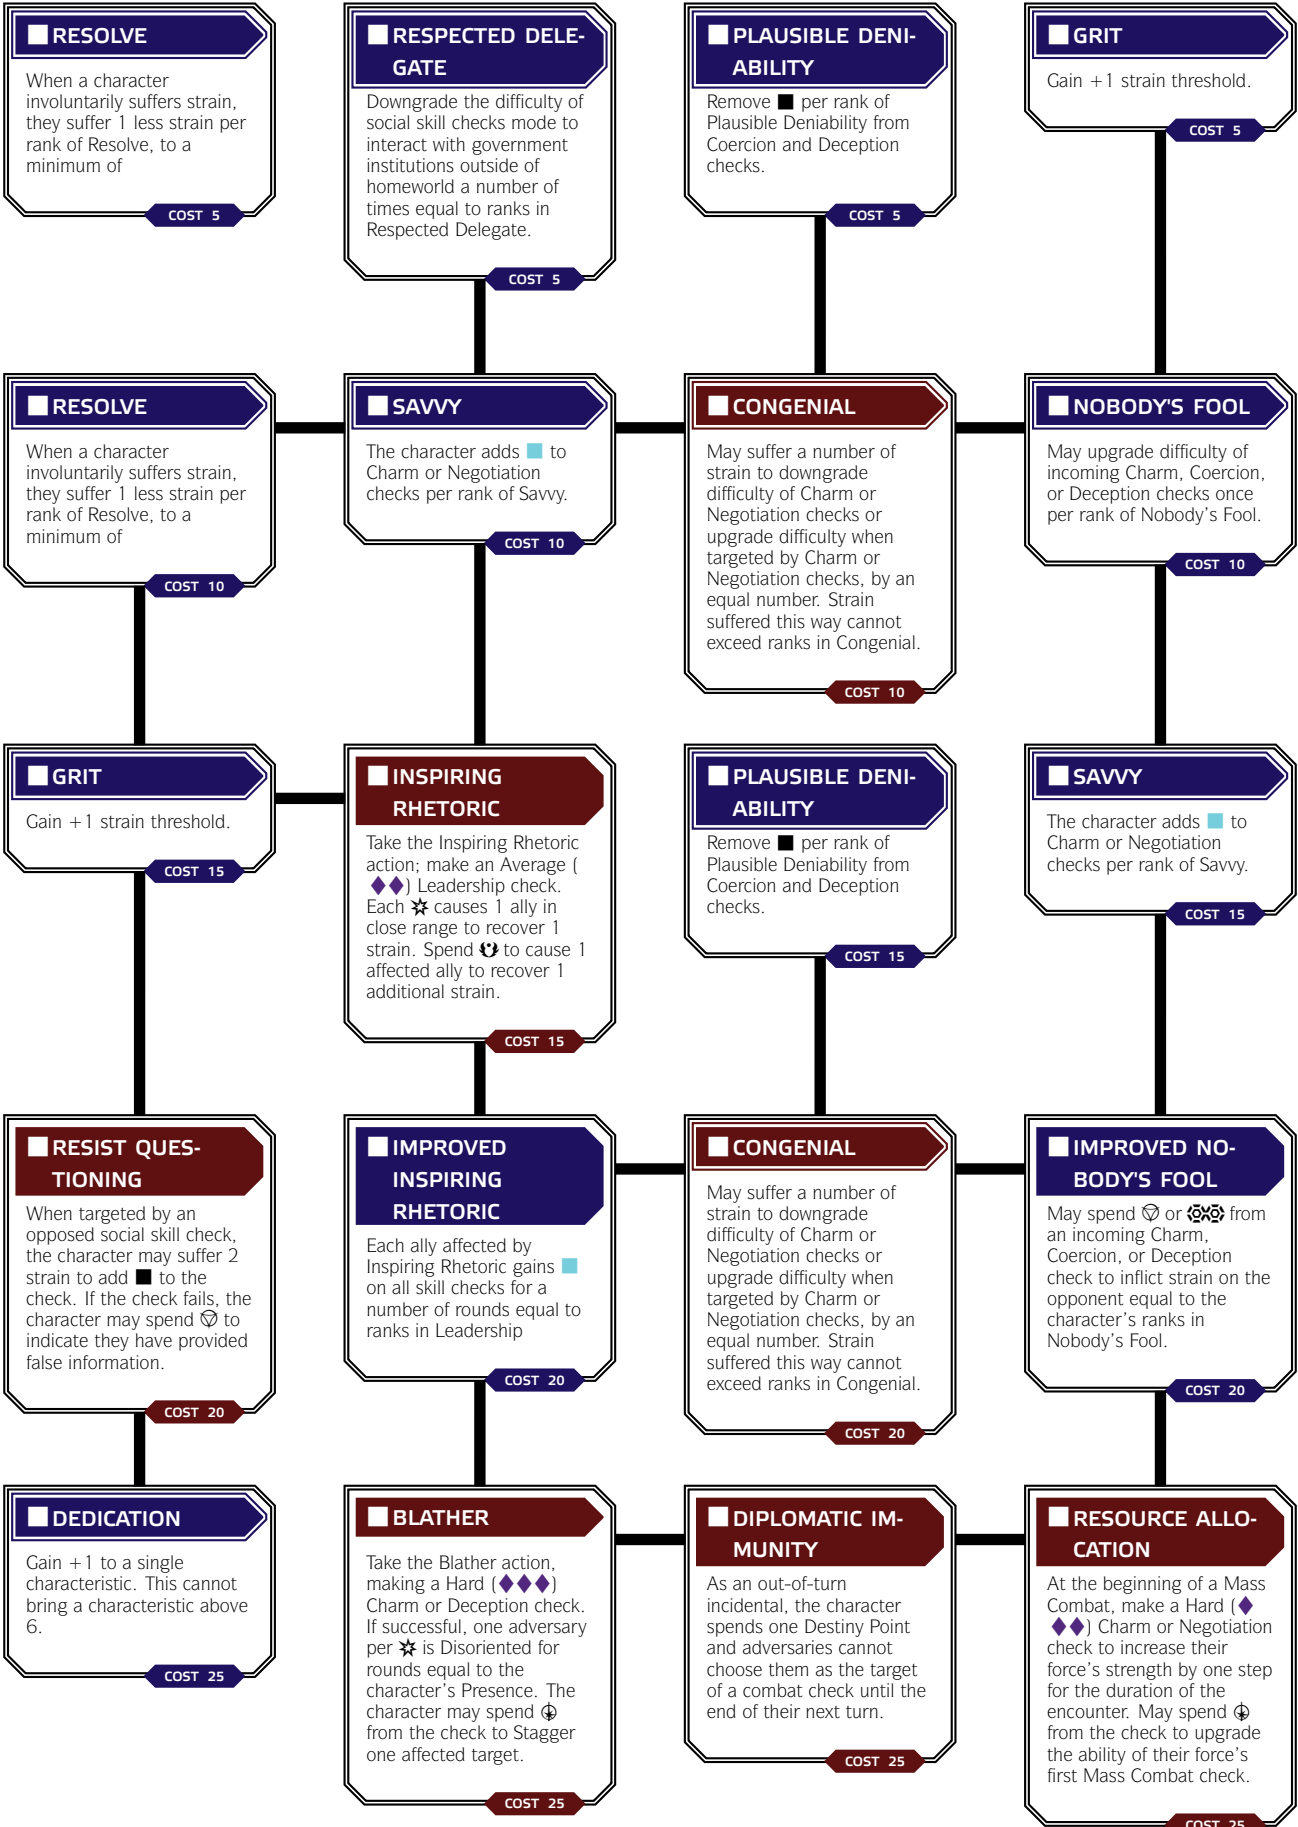 RESOLVE
When a character
involuntarily suffers strain,
they suffer 1 less strain per
rank of Resolve, to a
minimum of
COST 5
RESPECTED DELE-
GATE
Downgrade the difficulty of
social skill checks mode to
interact with government
institutions outside of
homeworld a number of
times equal to ranks in
Respected Delegate.
COST 5
PLAUSIBLE DENI-
ABILITY
Remove ■ per rank of
Plausible Deniability from
Coercion and Deception
checks.
COST 5
GRIT
Gain +1 strain threshold.
COST 5
RESOLVE
When a character
involuntarily suffers strain,
they suffer 1 less strain per
rank of Resolve, to a
minimum of
COST 10
SAVVY
The character adds ■ to
Charm or Negotiation
checks per rank of Savvy.
COST 10
CONGENIAL
May suffer a number of
strain to downgrade
difficulty of Charm or
Negotiation checks or
upgrade difficulty when
targeted by Charm or
Negotiation checks, by an
equal number. Strain
suffered this way cannot
exceed ranks in Congenial.
COST 10
NOBODY'S FOOL
May upgrade difficulty of
incoming Charm, Coercion,
or Deception checks once
per rank of Nobody's Fool.
COST 10
GRIT
Gain +1 strain threshold.
COST 15
INSPIRING
RHETORIC
Take the Inspiring Rhetoric
action; make an Average (
◆◆) Leadership check.
Each causes 1 ally in
close range to recover 1
strain. Spend to cause 1
affected ally to recover 1
additional strain.
COST 15
PLAUSIBLE DENI-
ABILITY
Remove ■ per rank of
Plausible Deniability from
Coercion and Deception
checks.
COST 15
SAVVY
The character adds ■ to
Charm or Negotiation
checks per rank of Savvy.
COST 15
RESIST QUES-
TIONING
When targeted by an
opposed social skill check,
the character may suffer 2
strain to add ■ to the
check. If the check fails, the
character may spend to
indicate they have provided
false information.
COST 20
IMPROVED
INSPIRING
RHETORIC
Each ally affected by
Inspiring Rhetoric gains ■
on all skill checks for a
number of rounds equal to
ranks in Leadership
COST 20
CONGENIAL
May suffer a number of
strain to downgrade
difficulty of Charm or
Negotiation checks or
upgrade difficulty when
targeted by Charm or
Negotiation checks, by an
equal number. Strain
suffered this way cannot
exceed ranks in Congenial.
COST 20
IMPROVED NO-
BODY'S FOOL
May spend or from
an incoming Charm,
Coercion, or Deception
check to inflict strain on the
opponent equal to the
character's ranks in
Nobody's Fool.
COST 20
DEDICATION
Gain +1 to a single
characteristic. This cannot
bring a characteristic above
6.
COST 25
BLATHER
Take the Blather action,
making a Hard (◆◆◆)
Charm or Deception check.
If successful, one adversary
per is Disoriented for
rounds equal to the
character's Presence. The
character may spend
from the check to Stagger
one affected target.
COST 25
DIPLOMATIC IM-
MUNITY
As an out-of-turn
incidental, the character
spends one Destiny Point
and adversaries cannot
choose them as the target
of a combat check until the
end of their next turn.
COST 25
RESOURCE ALLO-
CATION
At the beginning of a Mass
Combat, make a Hard (◆
◆◆) Charm or Negotiation
check to increase their
force's strength by one step
for the duration of the
encounter. May spend
from the check to upgrade
the ability of their force's
first Mass Combat check.
COST 25